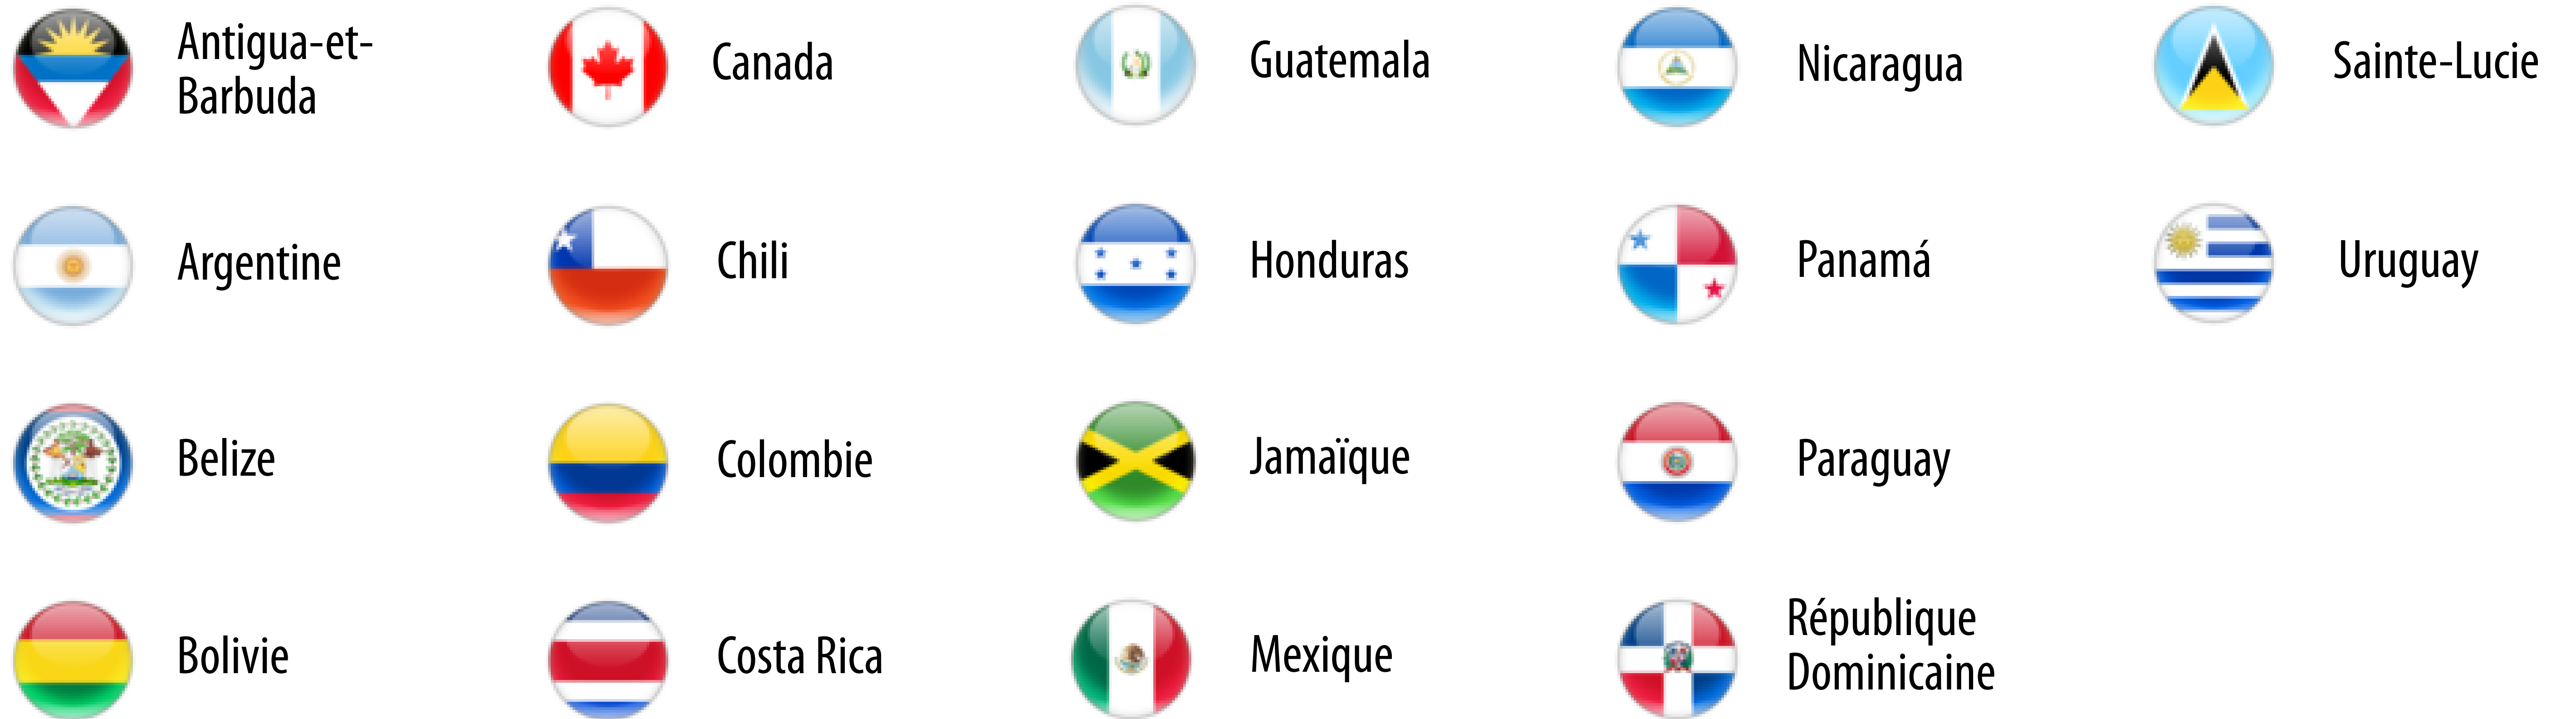 Antigua-et-
Barbuda
Canada
Guatemala
Nicaragua
Sainte-Lucie
Argentine
Chili
Honduras
Panamá
Uruguay
Belize
Colombie
Jamaïque
Paraguay
Bolivie
Costa Rica
Mexique
République
Dominicaine